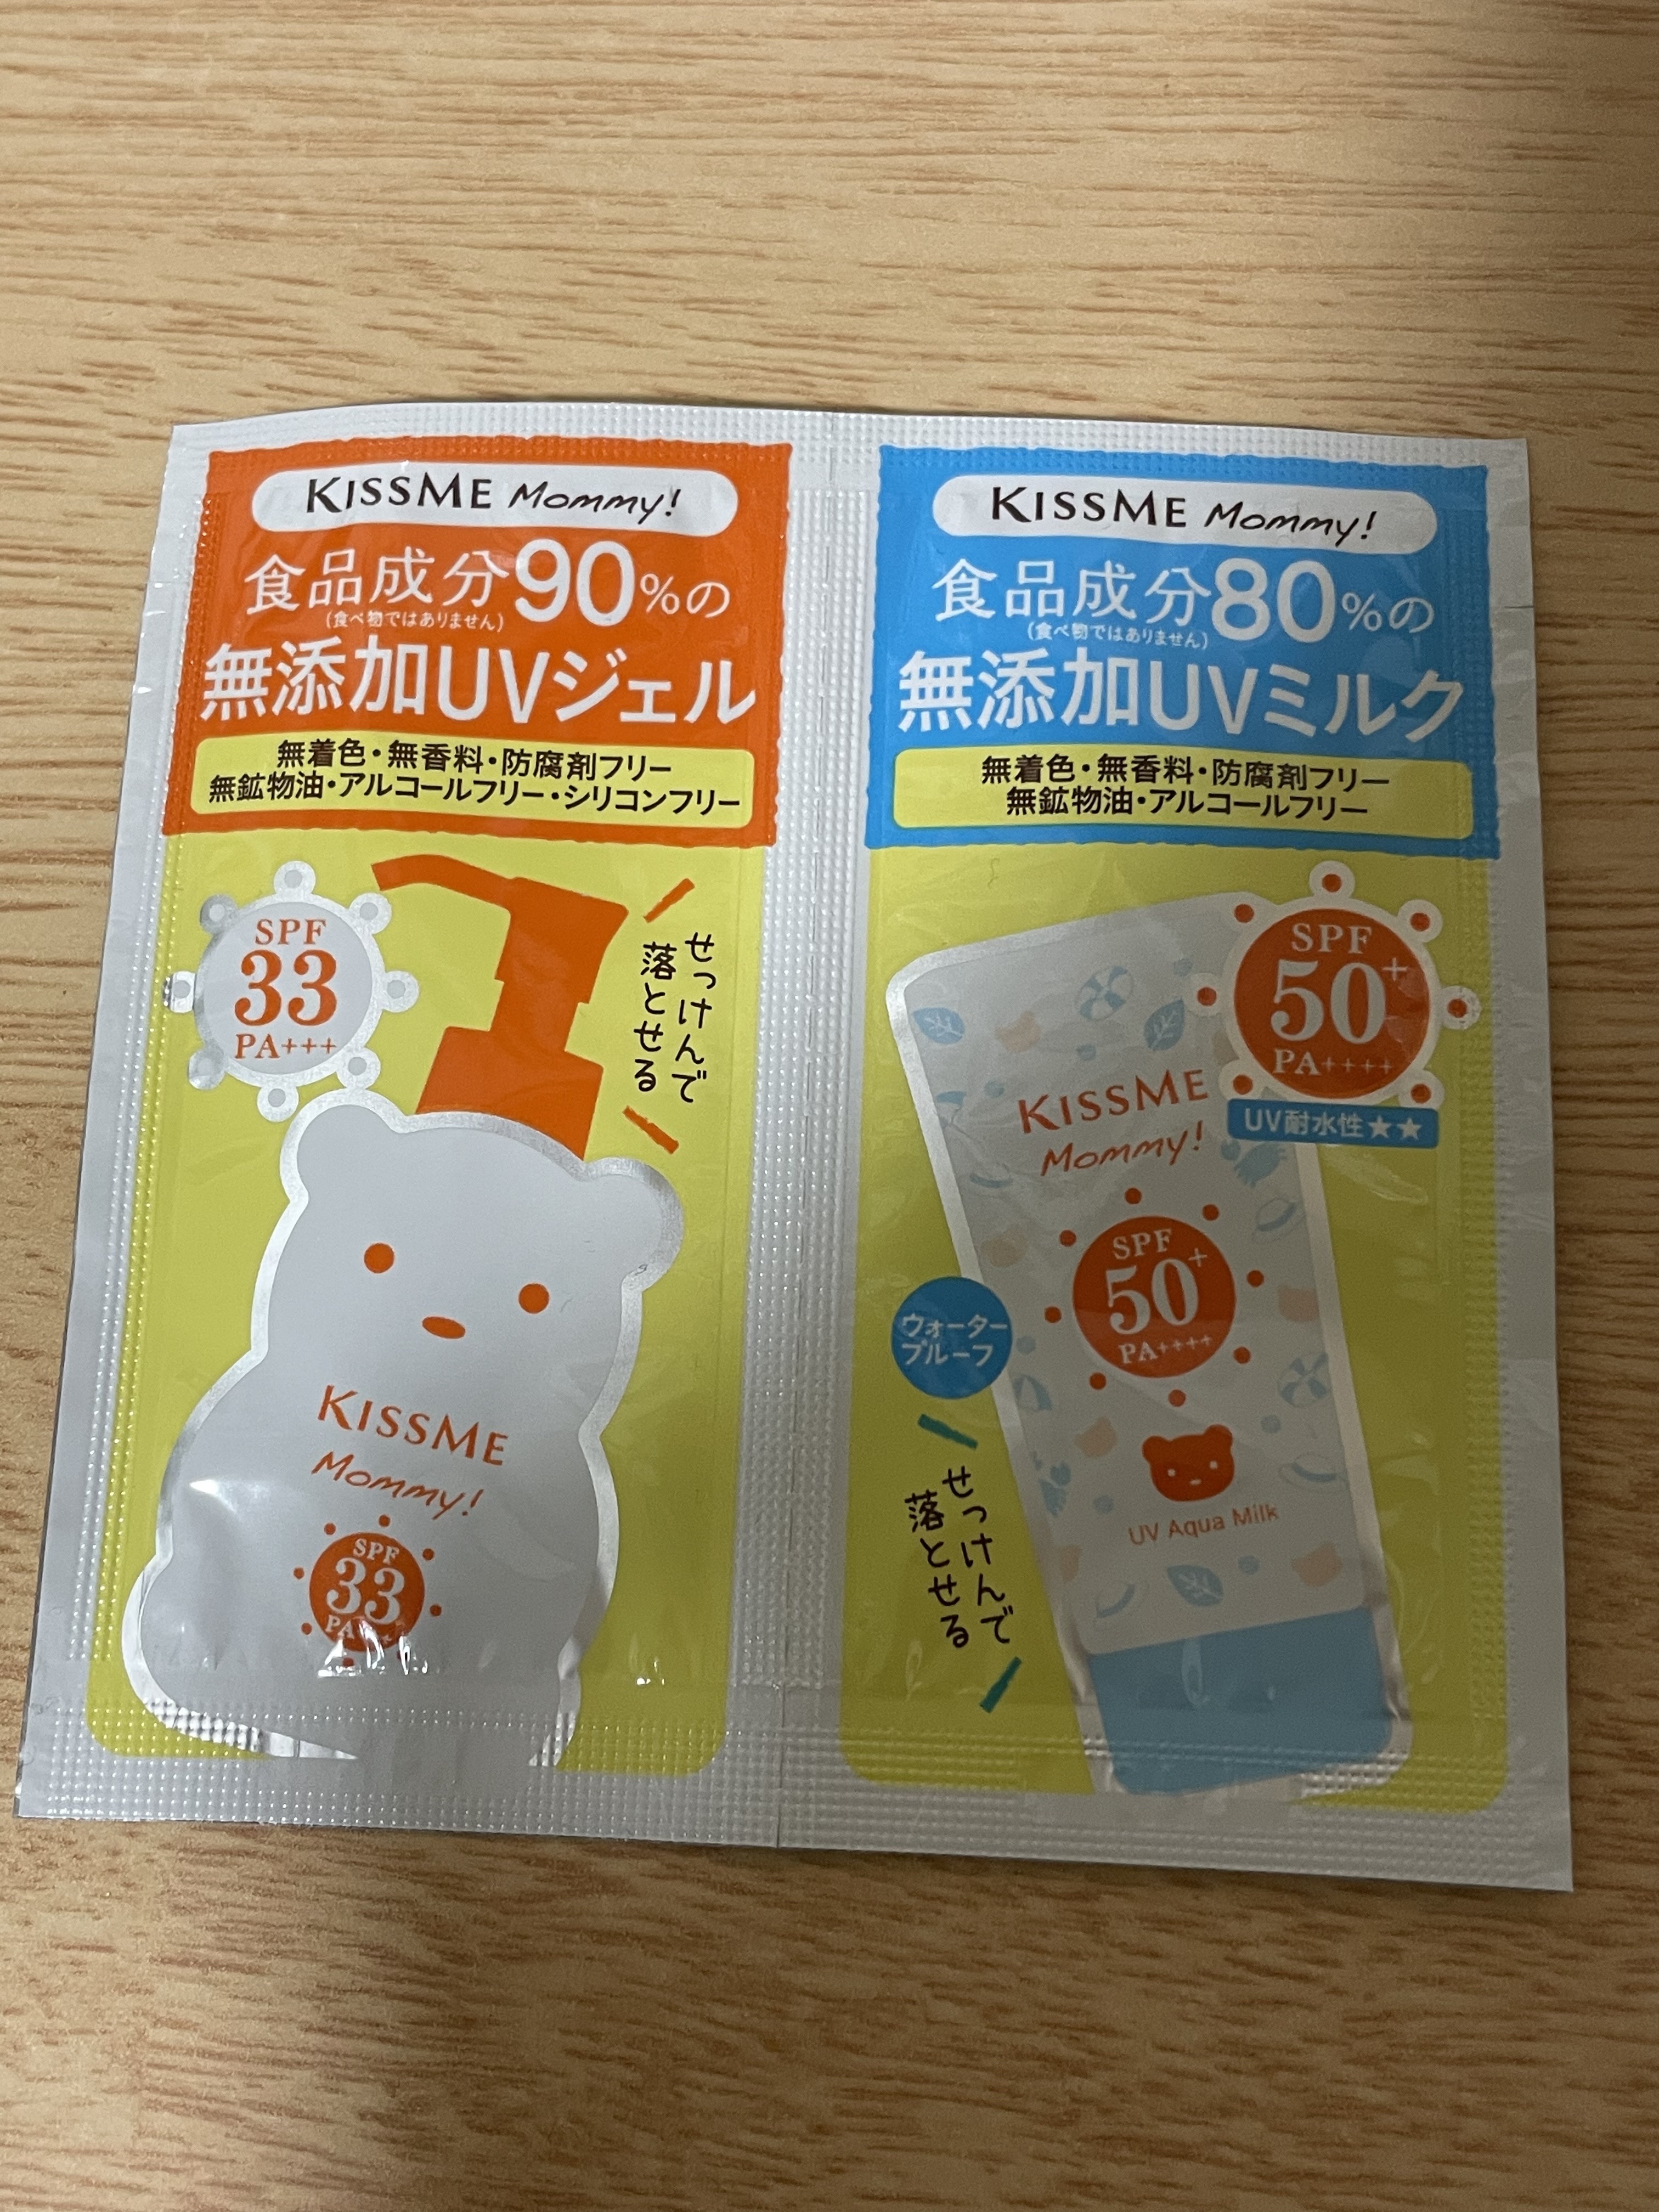 KISSME Mommy!
食品成分90%の
(食べ物ではありません)
無添加UVジェル
無着色・無香料・防腐剤フリー
無鉱物油・アルコールフリー・シリコンフリー
SPF
33
PA+++
せっけんで
落とせる
KISSME
Mommy!
SPF
33
KISSME Mommy!
食品成分80%の
(食べ物ではありません)
無添加UVミルク
無着色・無香料・防腐剤フリー
無鉱物油・アルコールフリー
SPF
50+
PA++++
UV耐水性★★
KISSME
Mommy!
SPF
50+
PA++++
ウォーター
プルーフ
せっけんで
落とせる
UV Aqua Milk